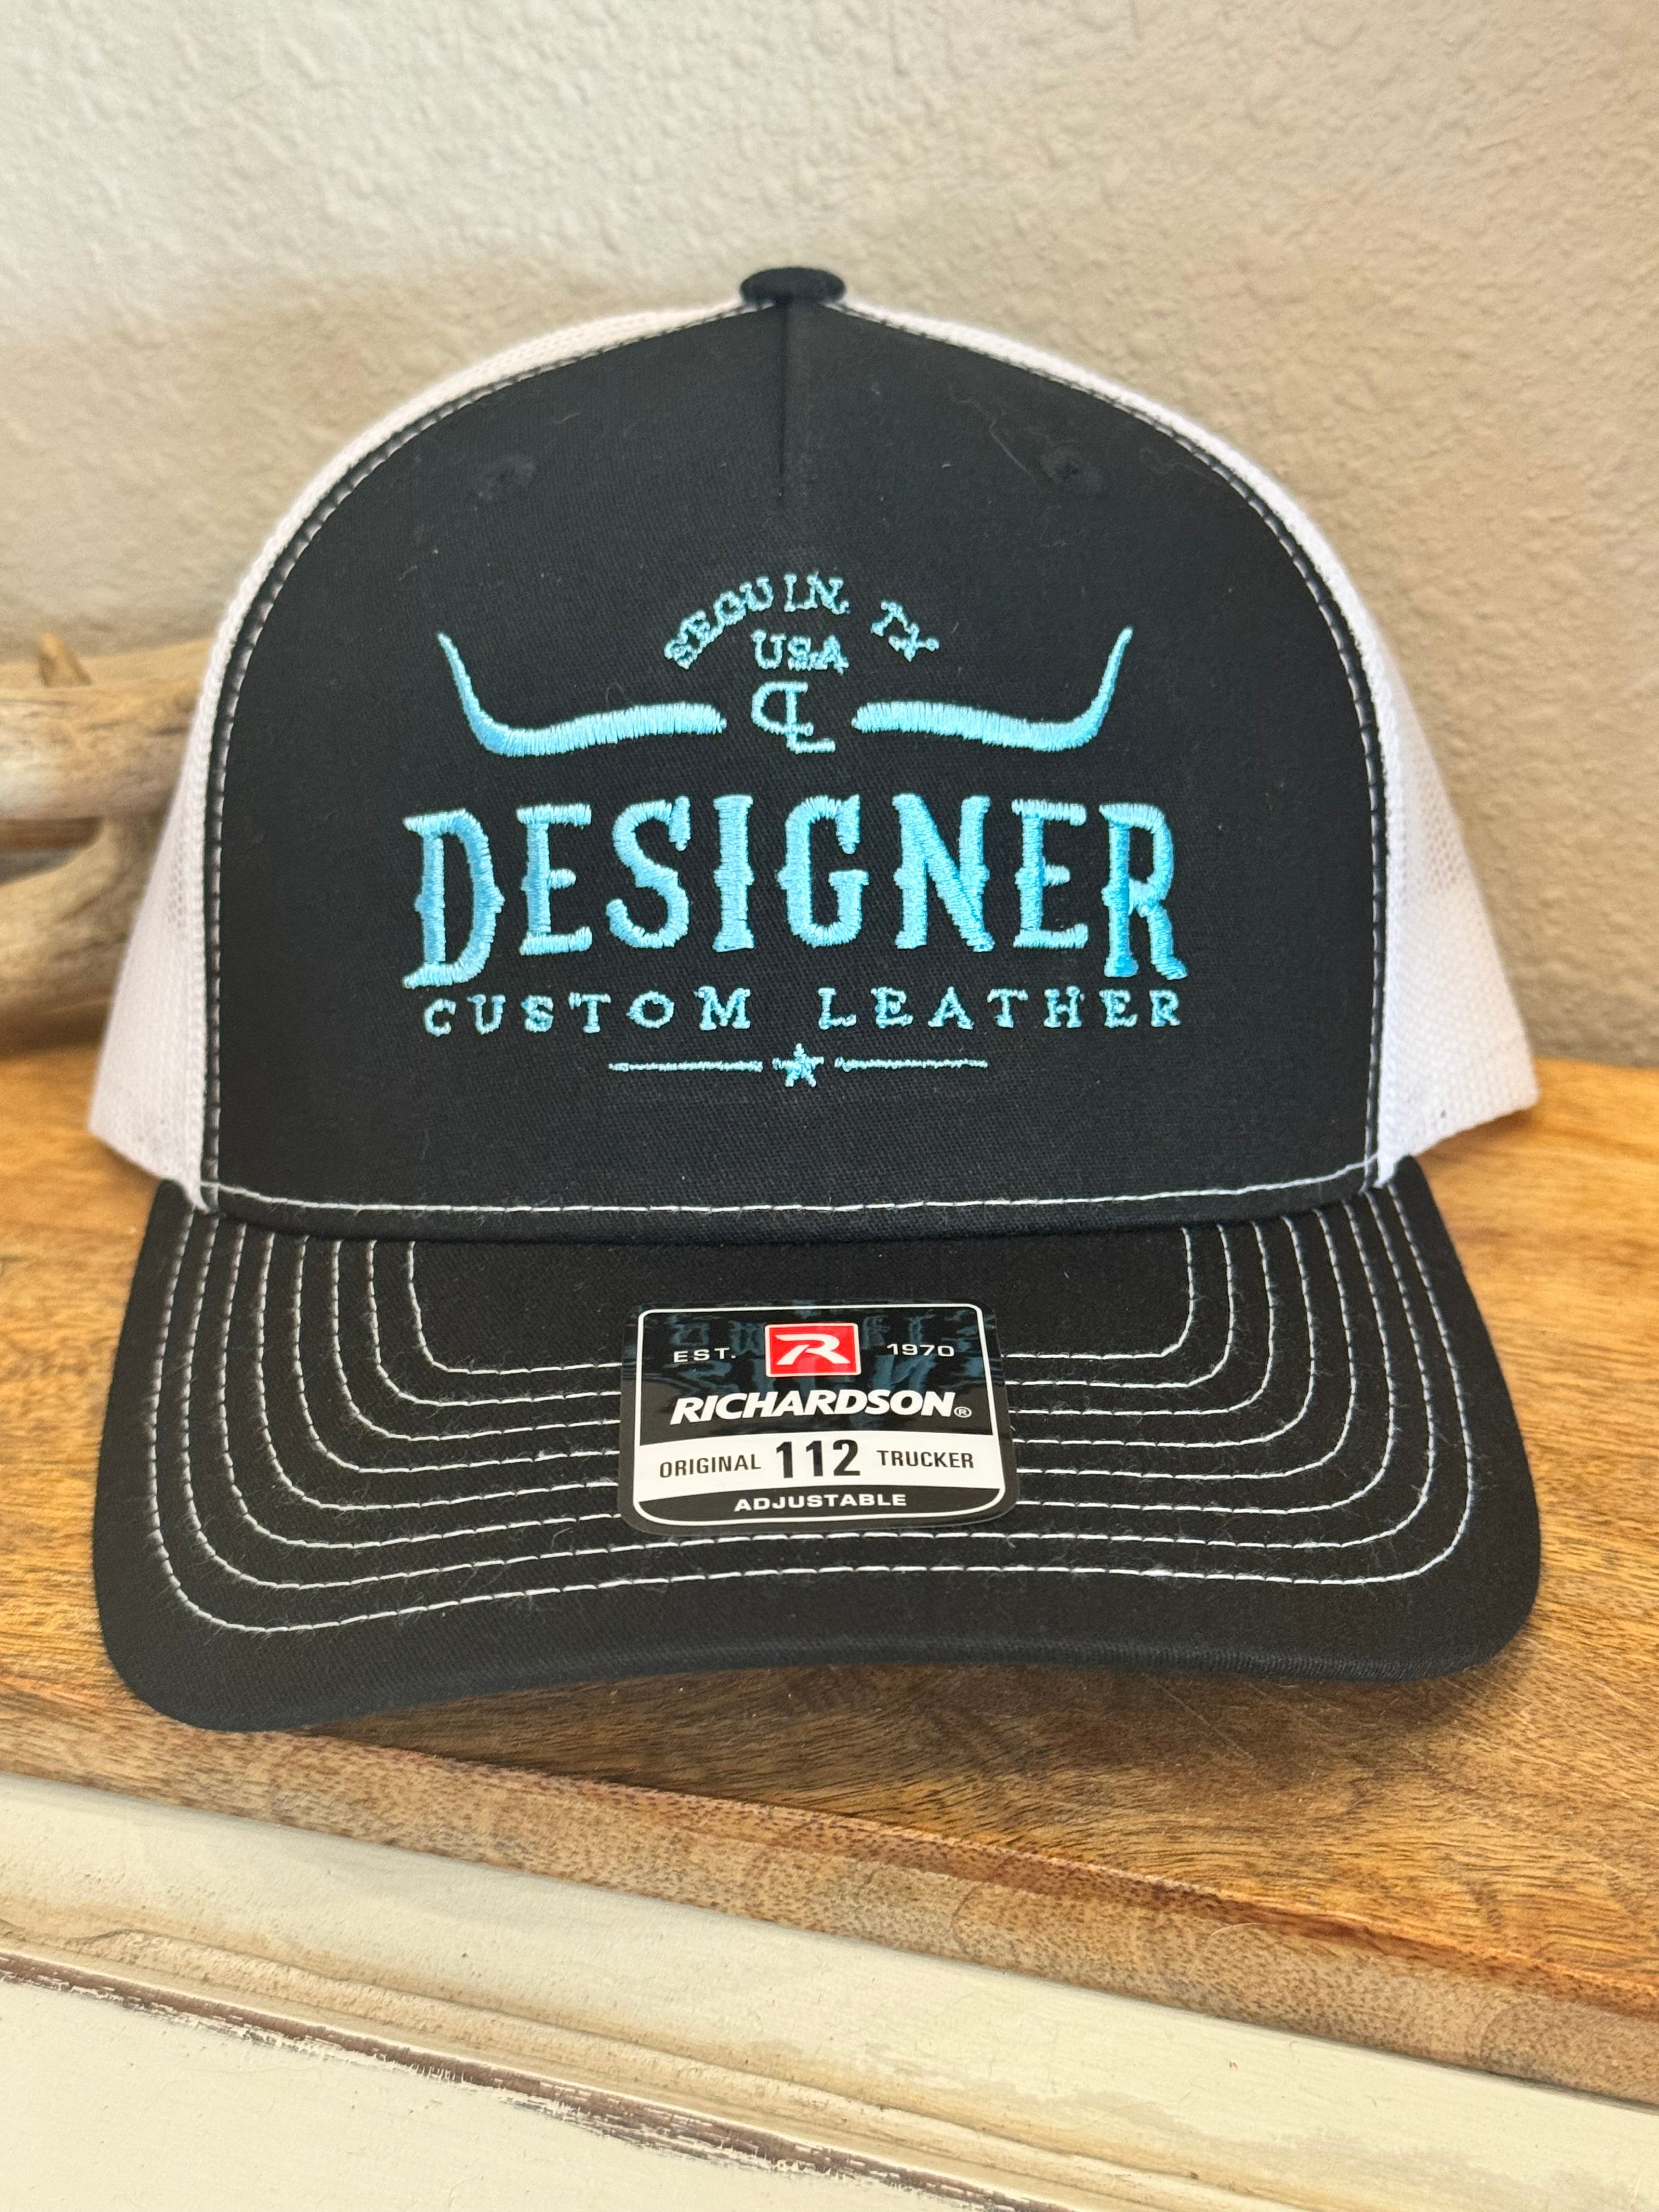 SEGUIN, TX
USA
CL
DESIGNER
CUSTOM LEATHER
EST. R 1970
RICHARDSON®
ORIGINAL 112 TRUCKER
ADJUSTABLE